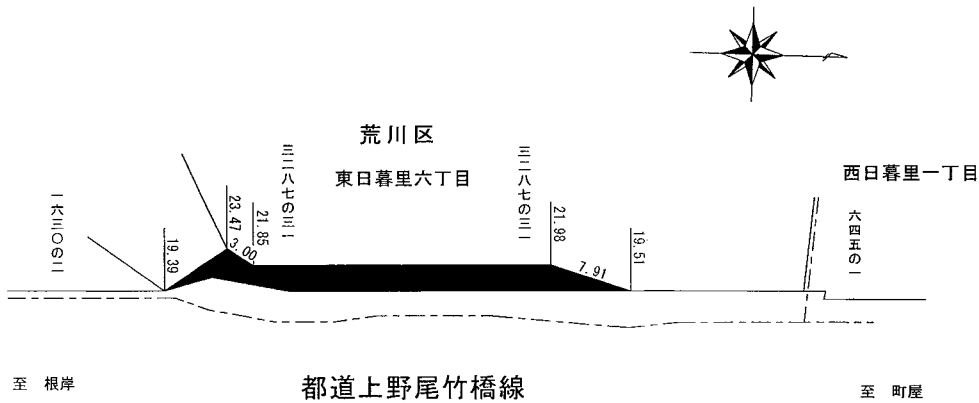 荒川区
東日暮里六丁目
西日暮里一丁目
一六三〇の二
19.39
23.47
3.00
21.85
三二八七の三一
三二八七の三一
21.98
7.91
19.51
六四五の一
至 根岸
都道上野尾竹橋線
至 町屋